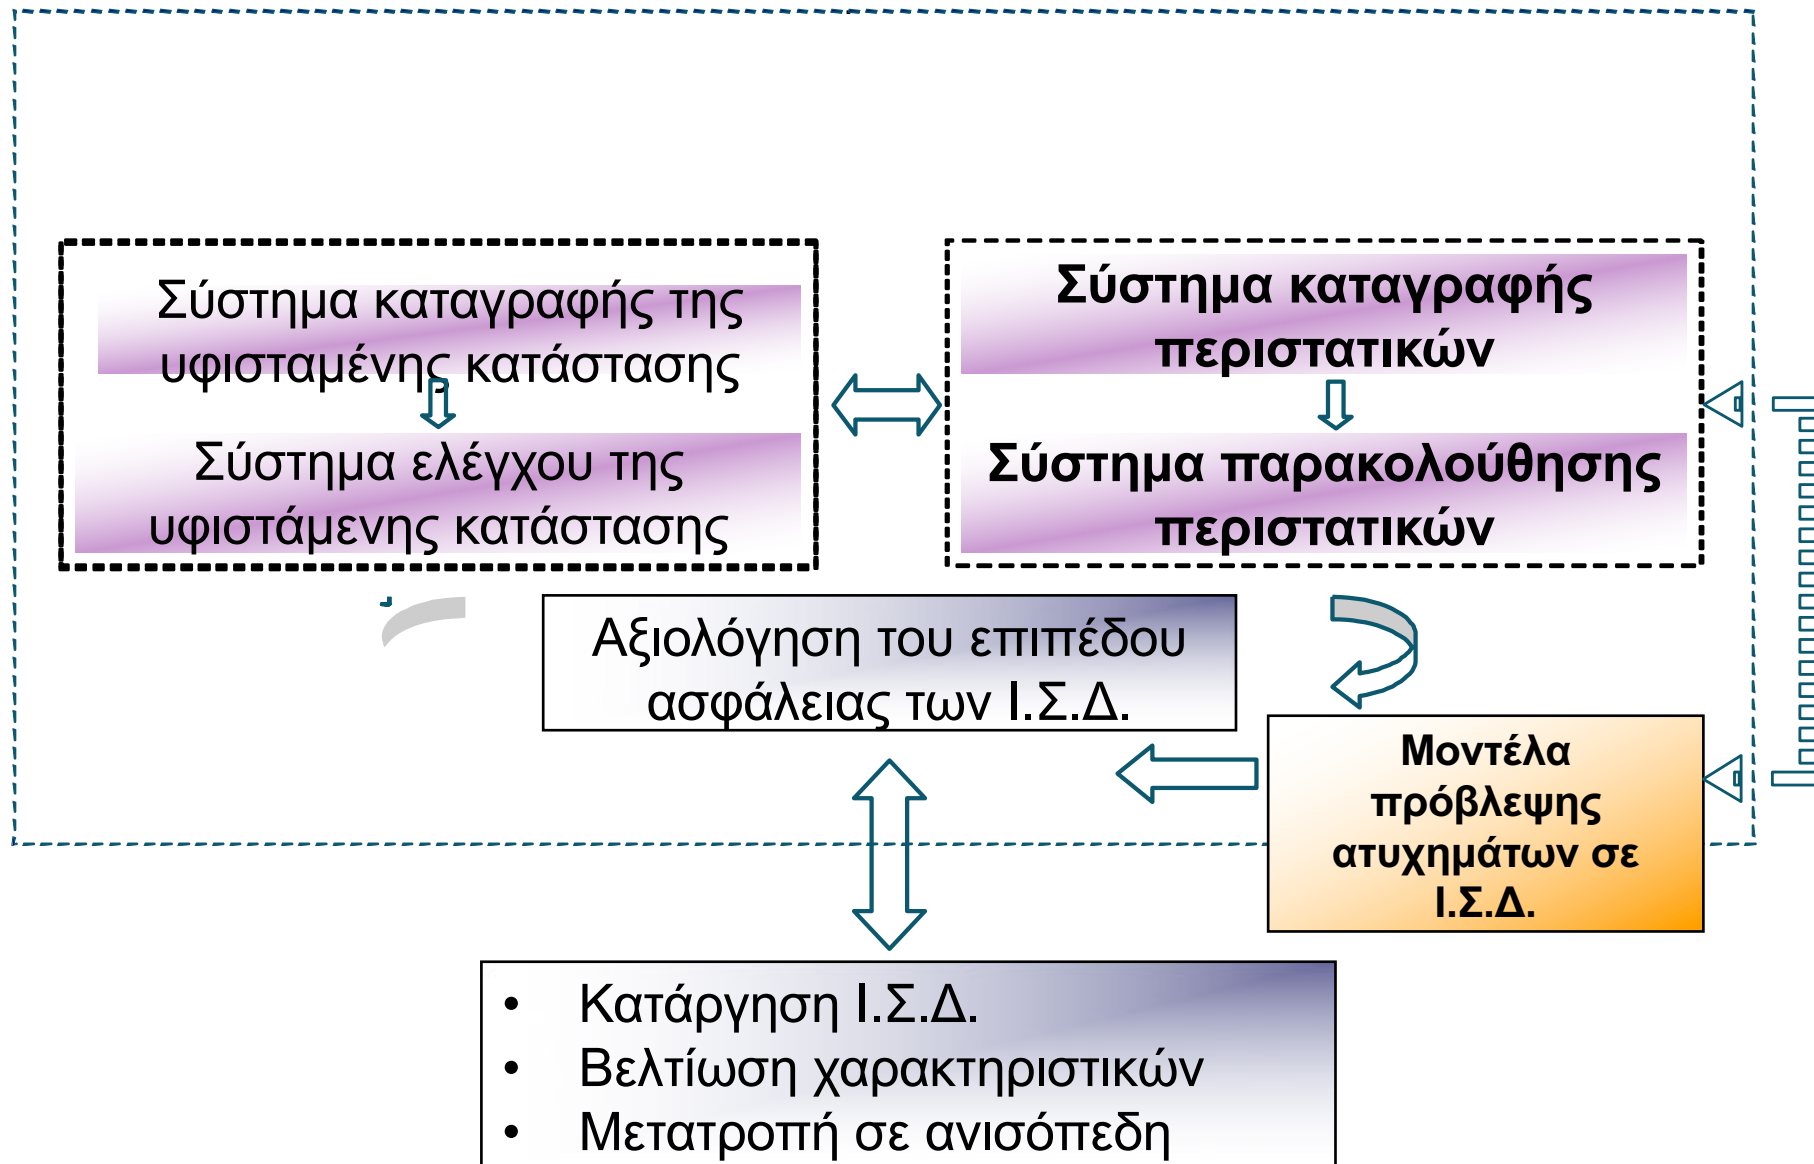 Σύστημα καταγραφής της
υφισταμένης κατάστασης
Σύστημα ελέγχου της
υφιστάμενης κατάστασης
Σύστημα καταγραφής
περιστατικών
Σύστημα παρακολούθησης
περιστατικών
Αξιολόγηση του επιπέδου
ασφάλειας των Ι.Σ.Δ.
Μοντέλα
πρόβλεψης
ατυχημάτων σε
Ι.Σ.Δ.
• Κατάργηση Ι.Σ.Δ.
• Βελτίωση χαρακτηριστικών
• Μετατροπή σε ανισόπεδη